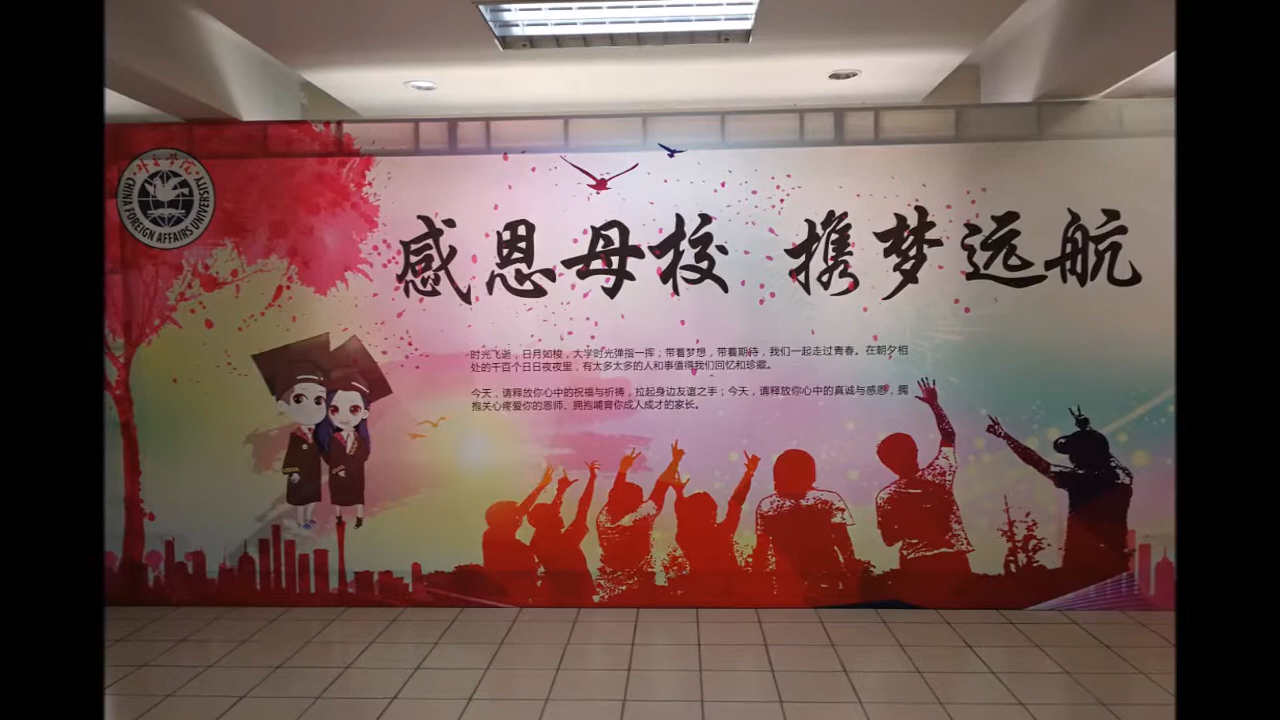 外交学院
CHINA FOREIGN AFFAIRS UNIVERSITY
感恩母校 携梦远航
时光飞逝，日月如梭，大学时光弹指一挥；带着梦想，带着期待，我们一起走过青春。在朝夕相
处的千百个日日夜夜里，有太多太多的人和事值得我们回忆和珍藏。
今天，请释放你心中的祝福与祈祷，拉起身边友谊之手；今天，请释放你心中的真诚与感恩，拥
抱关心疼爱你的恩师、拥抱哺育你成人成才的家长。